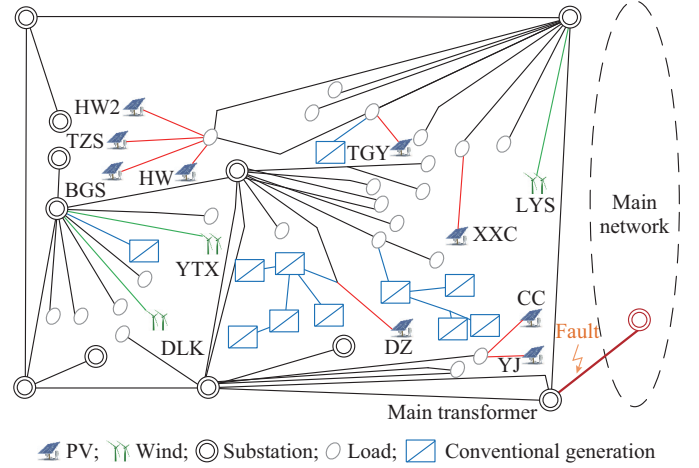 HW2
TZS
HW
TGY
BGS
LYS
Main
network
YTX
XXC
CC
DLK
DZ
YJ
Fault
Main transformer
PV; Wind; Substation; Load; Conventional generation